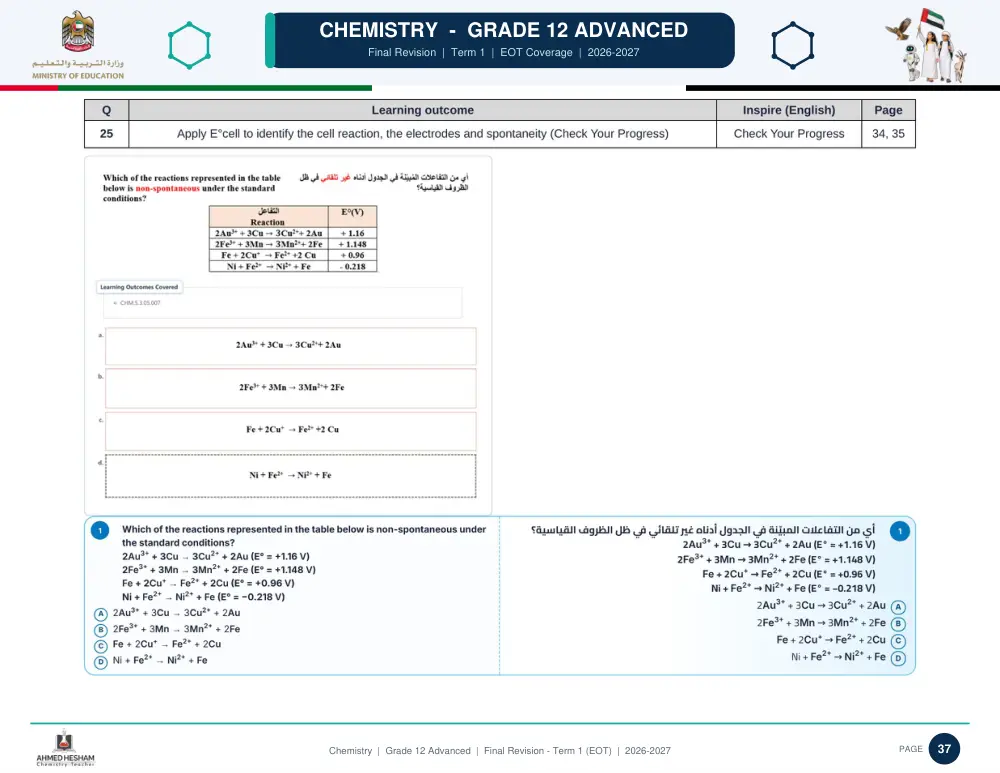 وزارة التربية والتعليم
MINISTRY OF EDUCATION
CHEMISTRY - GRADE 12 ADVANCED
Final Revision | Term 1 | EOT Coverage | 2026-2027
Q Learning outcome Inspire (English) Page
25 Apply E°cell to identify the cell reaction, the electrodes and spontaneity (Check Your Progress) Check Your Progress 34, 35
Which of the reactions represented in the table
below is non-spontaneous under the standard
conditions?
أي من التفاعلات المُبيّنة في الجدول أدناه غير تلقائي في ظل
الظروف القياسية؟
التفاعل
Reaction E°(V)
2Au³⁺ + 3Cu → 3Cu²⁺+ 2Au + 1.16
2Fe³⁺ + 3Mn → 3Mn²⁺+ 2Fe + 1.148
Fe + 2Cu⁺ → Fe²⁺ +2 Cu + 0.96
Ni + Fe²⁺ → Ni²⁺ + Fe - 0.218
Learning Outcomes Covered
CHM.5.3.05.007
a.
2Au³⁺ + 3Cu → 3Cu²⁺+ 2Au
b.
2Fe³⁺ + 3Mn → 3Mn²⁺+ 2Fe
c.
Fe + 2Cu⁺ → Fe²⁺ +2 Cu
d.
Ni + Fe²⁺ → Ni²⁺ + Fe
1 Which of the reactions represented in the table below is non-spontaneous under
the standard conditions?
2Au³⁺ + 3Cu → 3Cu²⁺ + 2Au (E° = +1.16 V)
2Fe³⁺ + 3Mn → 3Mn²⁺ + 2Fe (E° = +1.148 V)
Fe + 2Cu⁺ → Fe²⁺ + 2Cu (E° = +0.96 V)
Ni + Fe²⁺ → Ni²⁺ + Fe (E° = −0.218 V)
A 2Au³⁺ + 3Cu → 3Cu²⁺ + 2Au
B 2Fe³⁺ + 3Mn → 3Mn²⁺ + 2Fe
C Fe + 2Cu⁺ → Fe²⁺ + 2Cu
D Ni + Fe²⁺ → Ni²⁺ + Fe
1 أي من التفاعلات المبيّنة في الجدول أدناه غير تلقائي في ظل الظروف القياسية؟
2Au³⁺ + 3Cu → 3Cu²⁺ + 2Au (E° = +1.16 V)
2Fe³⁺ + 3Mn → 3Mn²⁺ + 2Fe (E° = +1.148 V)
Fe + 2Cu⁺ → Fe²⁺ + 2Cu (E° = +0.96 V)
Ni + Fe²⁺ → Ni²⁺ + Fe (E° = −0.218 V)
2Au³⁺ + 3Cu → 3Cu²⁺ + 2Au A
2Fe³⁺ + 3Mn → 3Mn²⁺ + 2Fe B
Fe + 2Cu⁺ → Fe²⁺ + 2Cu C
Ni + Fe²⁺ → Ni²⁺ + Fe D
AHMED HESHAM
Chemistry Teacher
Chemistry | Grade 12 Advanced | Final Revision - Term 1 (EOT) | 2026-2027
PAGE 37